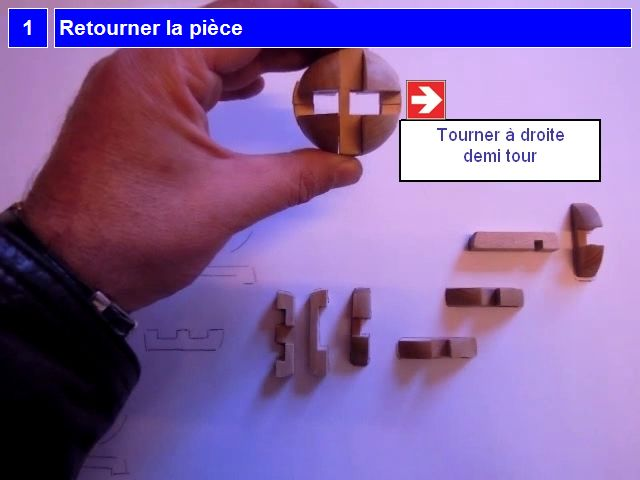 1 Retourner la pièce
Tourner à droite
demi tour